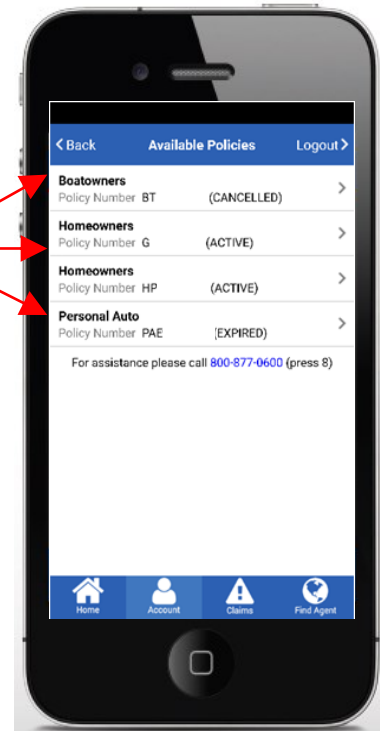 Back Available Policies Logout
Boatowners
Policy Number BT (CANCELLED)
Homeowners
Policy Number G (ACTIVE)
Homeowners
Policy Number HP (ACTIVE)
Personal Auto
Policy Number PAE (EXPIRED)
For assistance please call 800-877-0600 (press 8)
Home Account Claims Find Agent